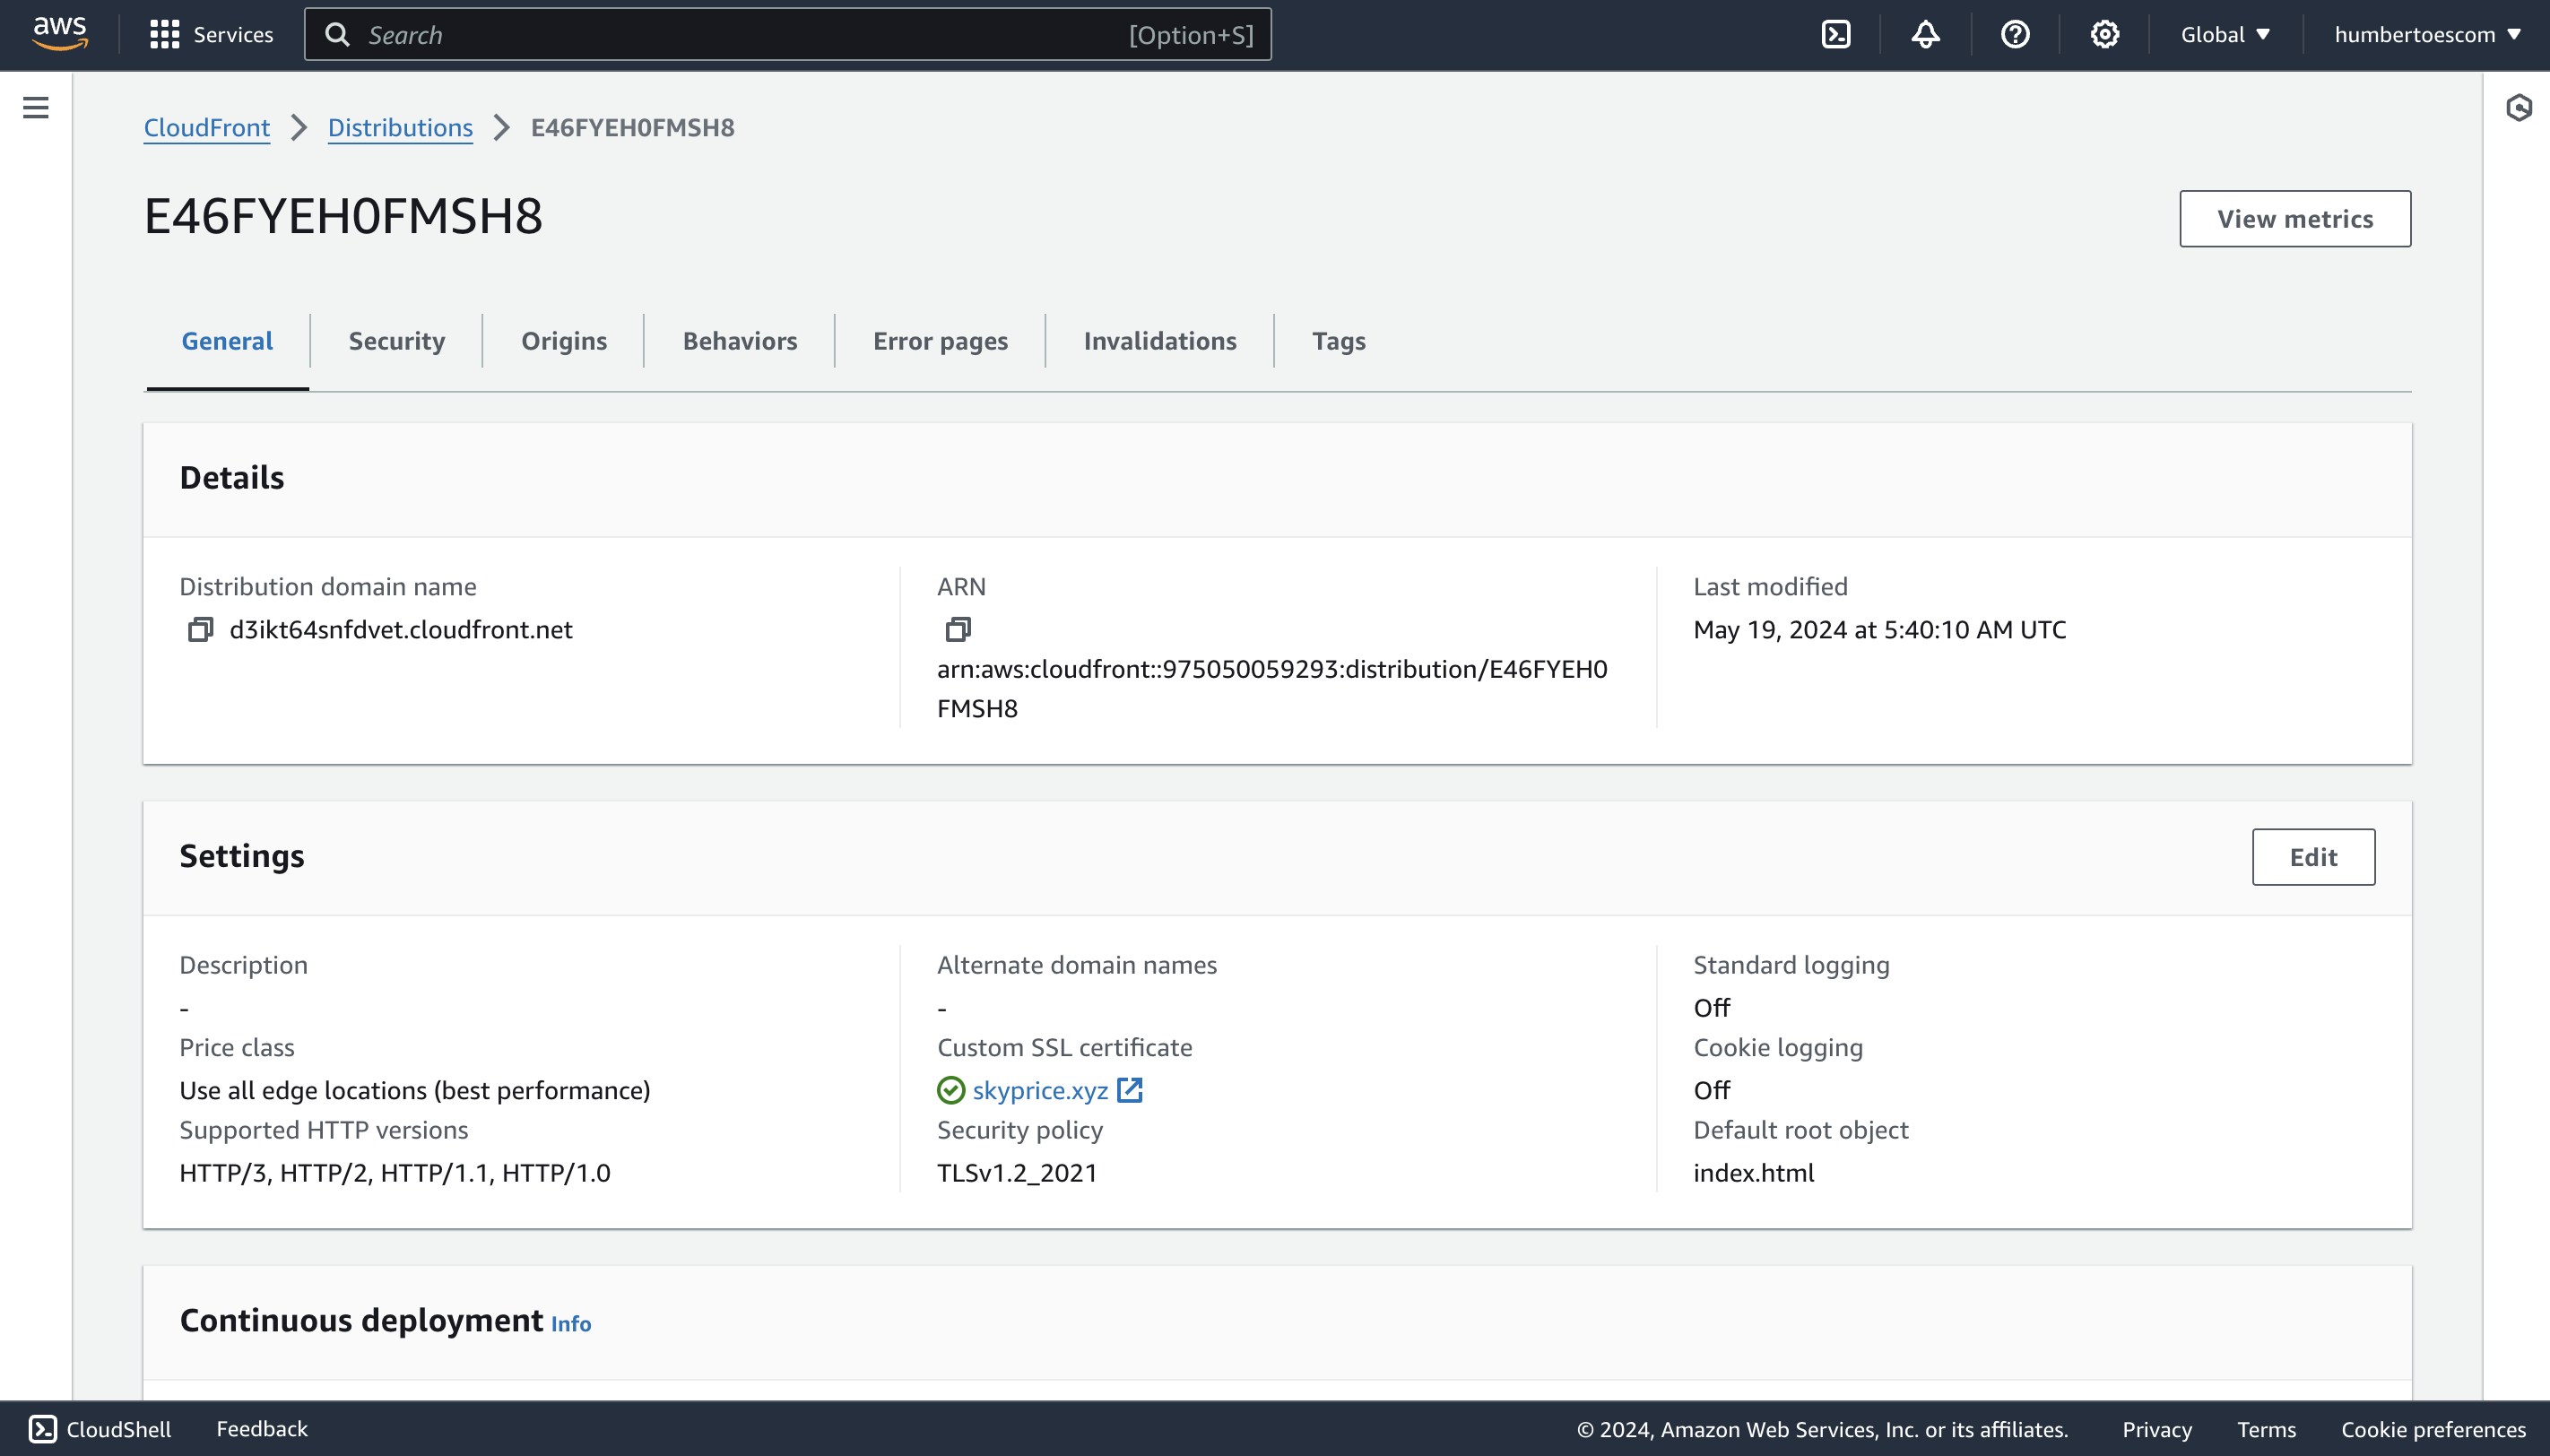 aws
Services
Search
[Option+S]
Global
humbertoescom
CloudFront
Distributions
E46FYEH0FMSH8
E46FYEH0FMSH8
View metrics
General
Security
Origins
Behaviors
Error pages
Invalidations
Tags
Details
Distribution domain name
d3ikt64snfdvet.cloudfront.net
ARN
arn:aws:cloudfront::975050059293:distribution/E46FYEH0
FMSH8
Last modified
May 19, 2024 at 5:40:10 AM UTC
Settings
Edit
Description
-
Price class
Use all edge locations (best performance)
Supported HTTP versions
HTTP/3, HTTP/2, HTTP/1.1, HTTP/1.0
Alternate domain names
-
Custom SSL certificate
skyprice.xyz
Security policy
TLSv1.2_2021
Standard logging
Off
Cookie logging
Off
Default root object
index.html
Continuous deployment Info
CloudShell
Feedback
© 2024, Amazon Web Services, Inc. or its affiliates.
Privacy
Terms
Cookie preferences